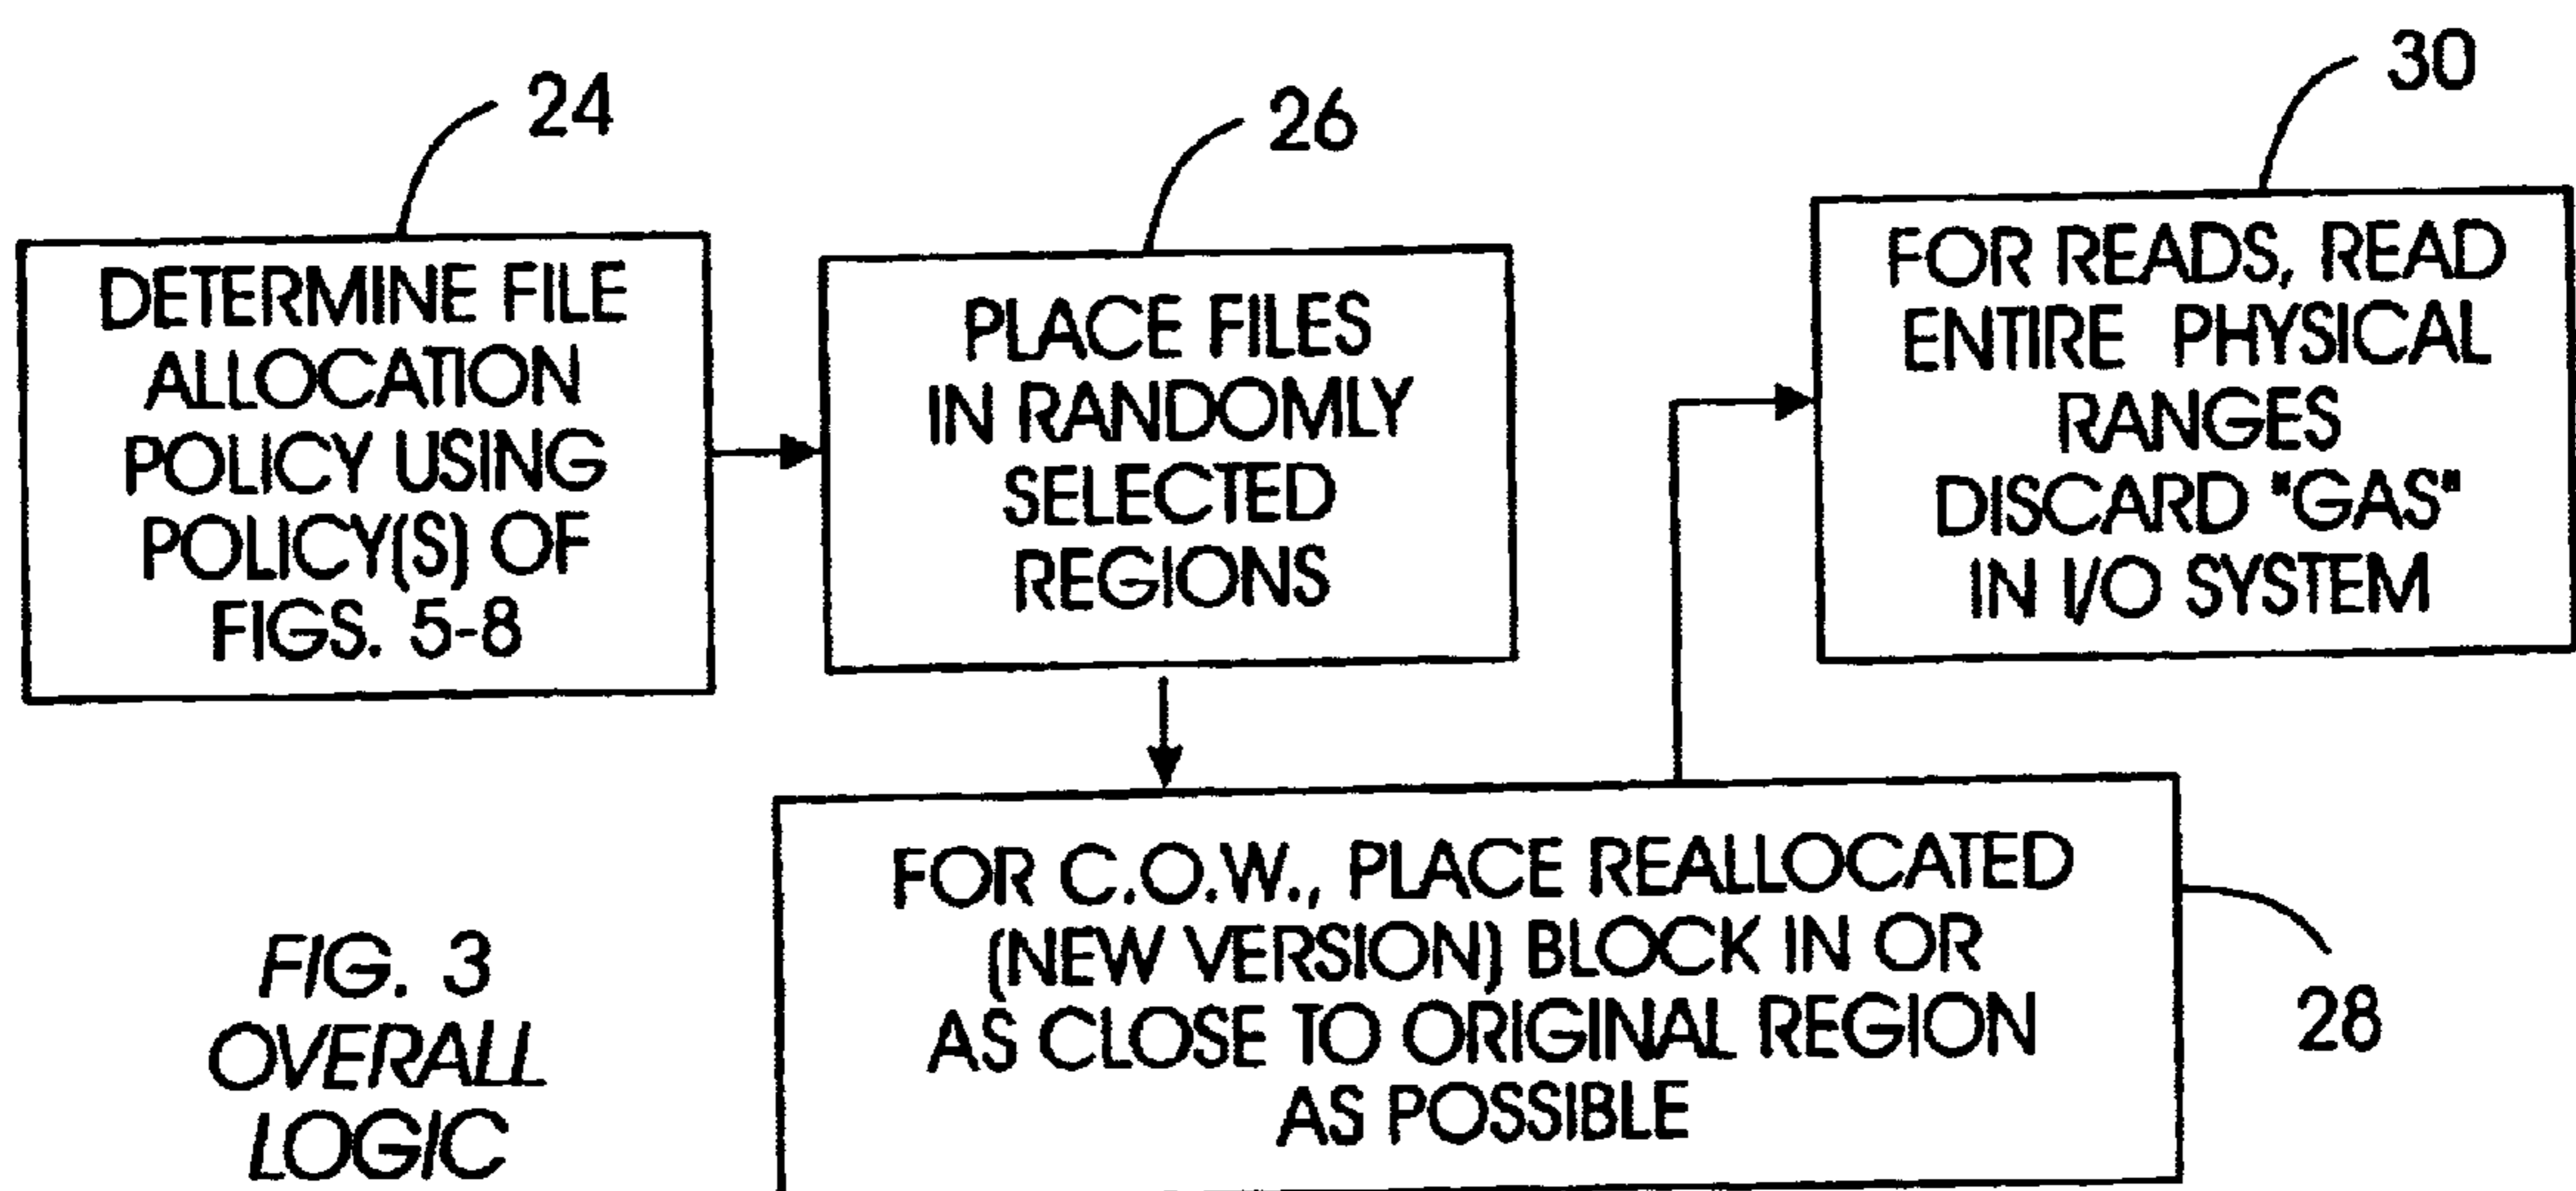 24
DETERMINE FILE
ALLOCATION
POLICY USING
POLICY(S) OF
FIGS. 5-8
26
PLACE FILES
IN RANDOMLY
SELECTED
REGIONS
30
FOR READS, READ
ENTIRE PHYSICAL
RANGES
DISCARD "GAS"
IN I/O SYSTEM
FOR C.O.W., PLACE REALLOCATED
(NEW VERSION) BLOCK IN OR
AS CLOSE TO ORIGINAL REGION
AS POSSIBLE
28
FIG. 3
OVERALL
LOGIC